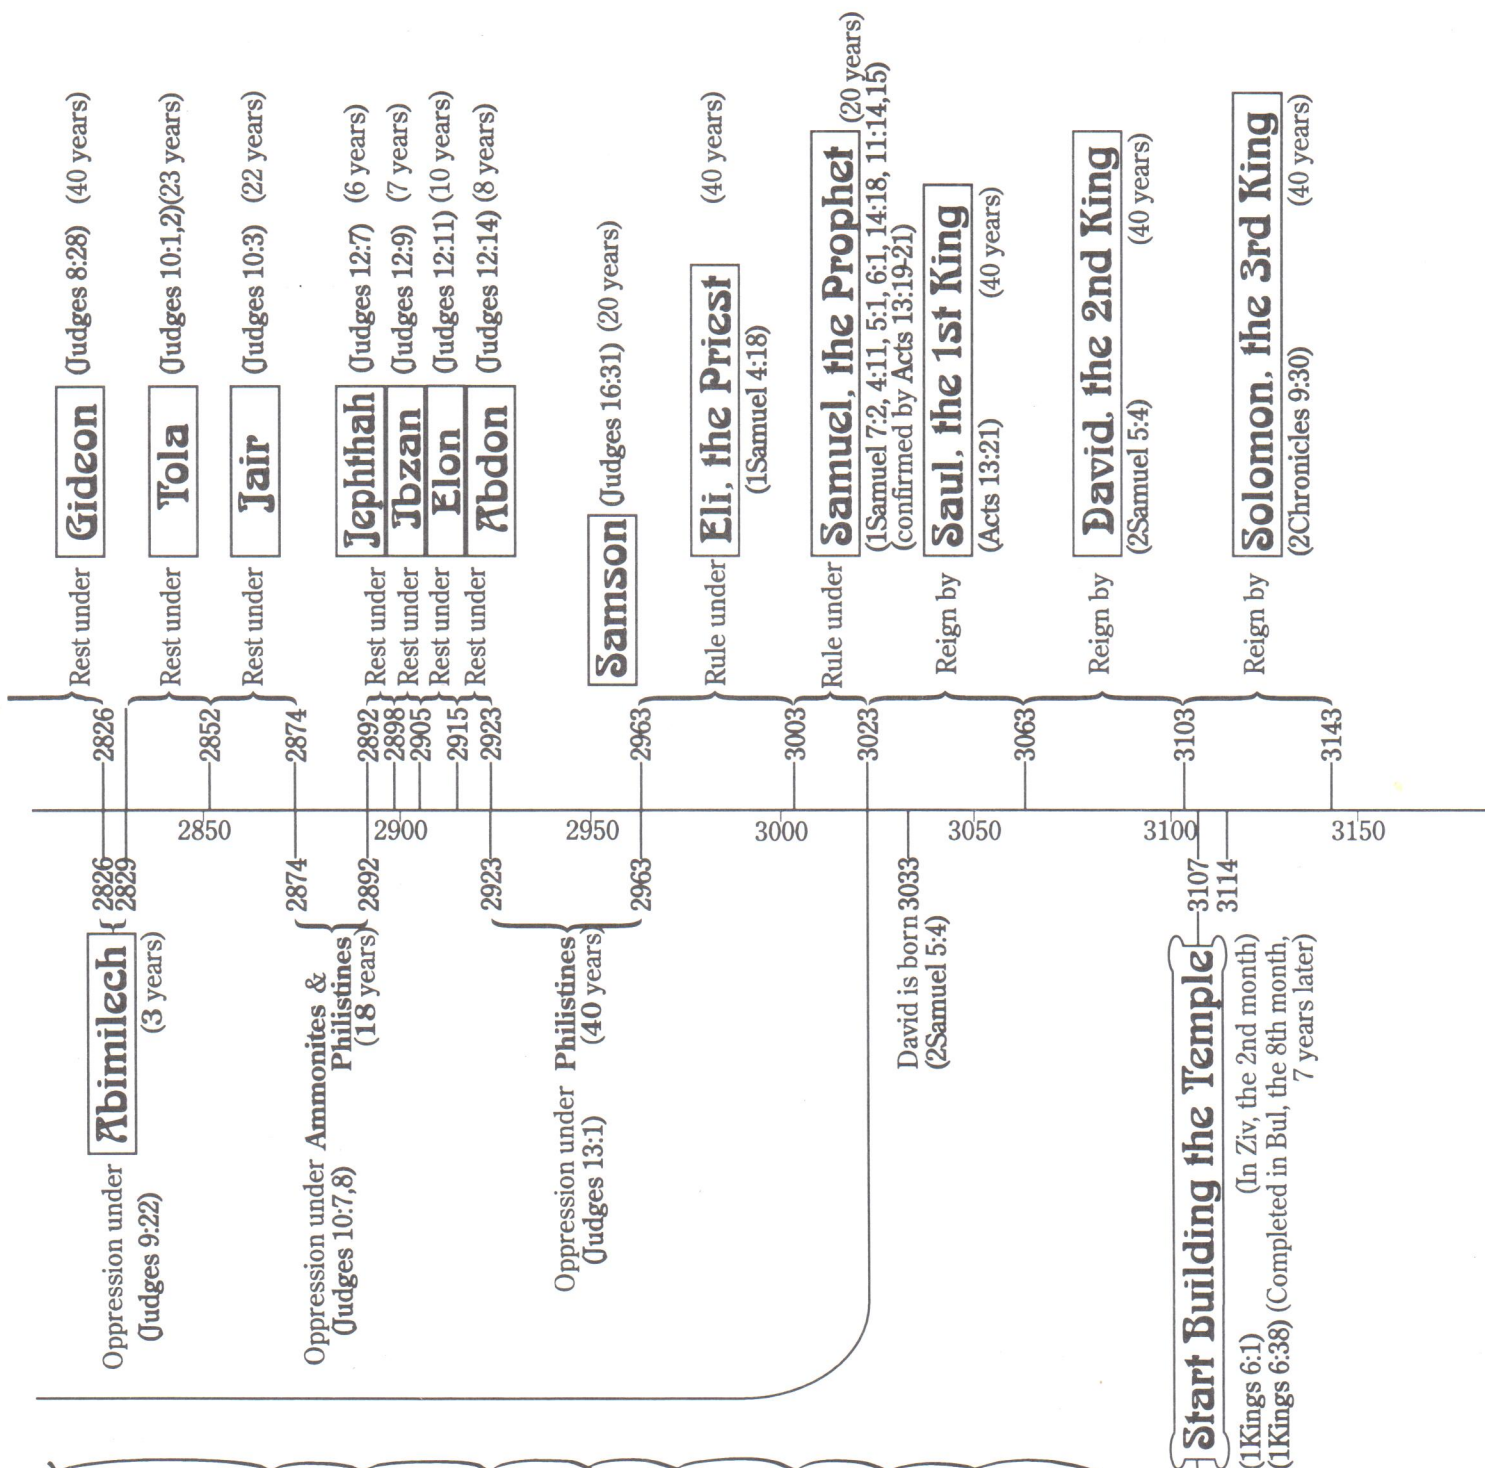 Rest under Gideon (Judges 8:28) (40 years)
Rest under Tola (Judges 10:1,2)(23 years)
Rest under Jair (Judges 10:3) (22 years)
Rest under Jephthah (Judges 12:7) (6 years)
Rest under Ibzan (Judges 12:9) (7 years)
Rest under Elon (Judges 12:11) (10 years)
Rest under Abdon (Judges 12:14) (8 years)
Samson (Judges 16:31) (20 years)
Rule under Eli, the Priest (40 years)
(1Samuel 4:18)
Rule under Samuel, the Prophet (20 years)
(1Samuel 7:2, 4:11, 5:1, 6:1, 14:18, 11:14,15)
(confirmed by Acts 13:19-21)
Reign by Saul, the 1st King
(Acts 13:21) (40 years)
Reign by David, the 2nd King
(2Samuel 5:4) (40 years)
Reign by Solomon, the 3rd King
(2Chronicles 9:30) (40 years)
2826
2852
2874
2892
2898
2905
2915
2923
2963
3003
3023
3063
3103
3143
2850
2900
2950
3000
3050
3100
3150
2826
2829
2874
2892
2923
2963
3033
3107
3114
Oppression under Abimilech
(Judges 9:22) (3 years)
Oppression under Ammonites &
Philistines
(Judges 10:7,8) (18 years)
Oppression under Philistines
(Judges 13:1) (40 years)
David is born
(2Samuel 5:4)
Start Building the Temple
(1Kings 6:1) (In Ziv, the 2nd month)
(1Kings 6:38) (Completed in Bul, the 8th month,
7 years later)